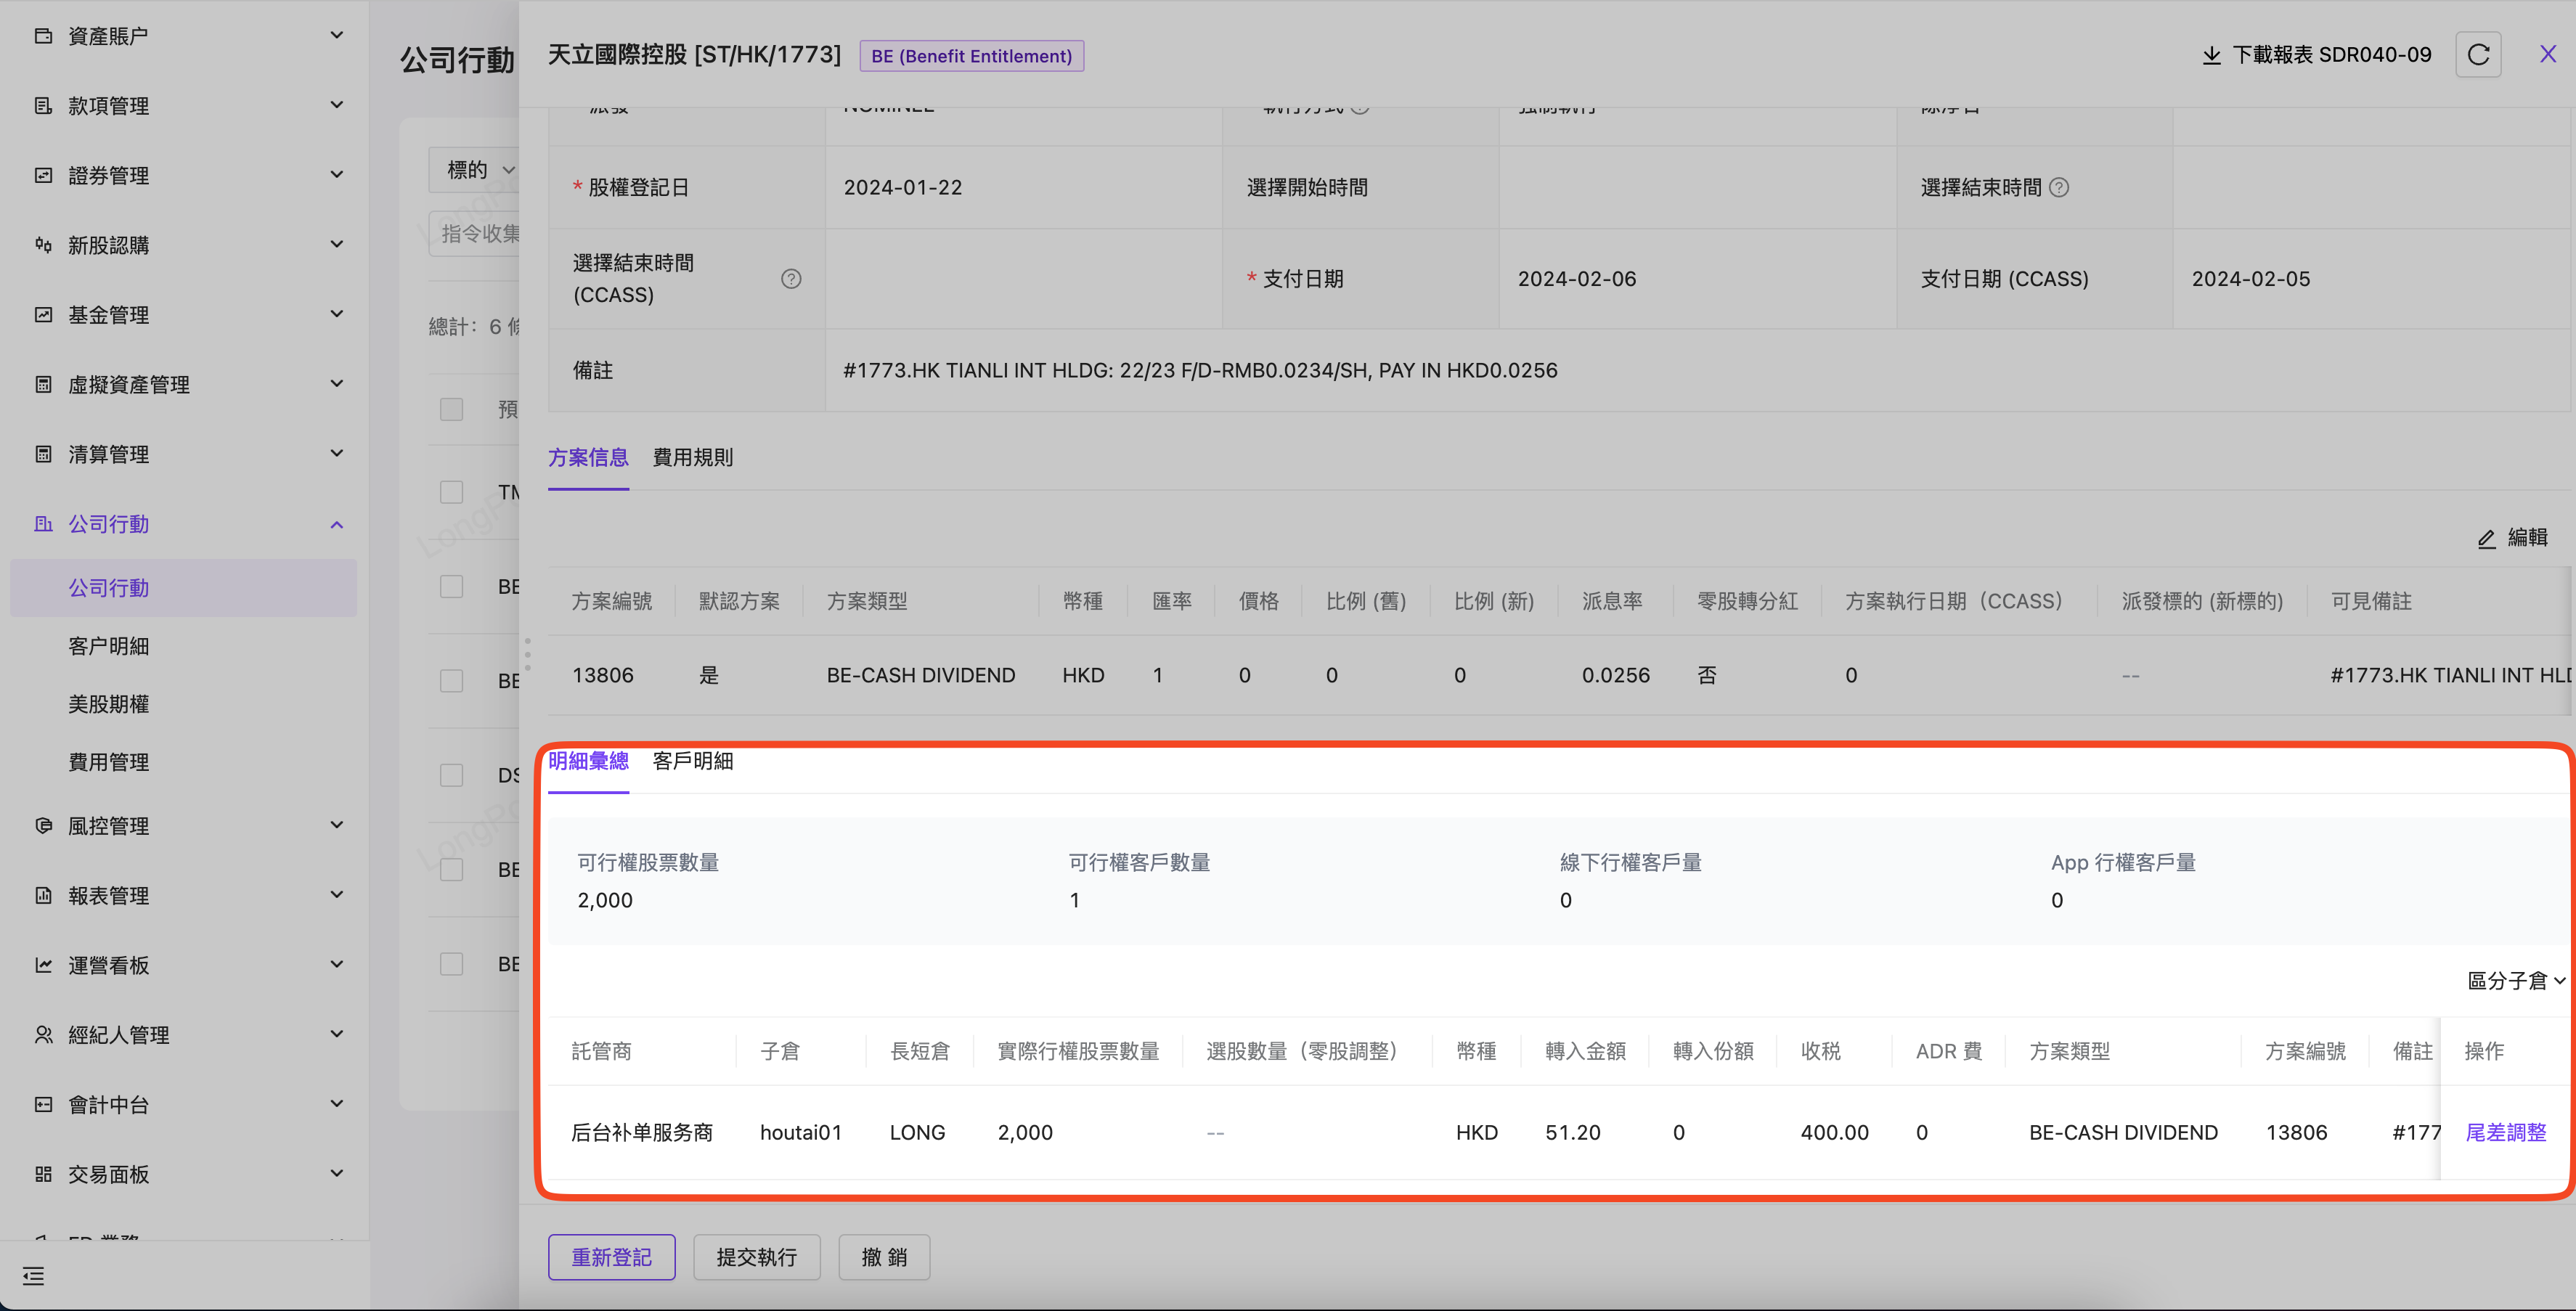 資產賬户
款項管理
證券管理
新股認購
基金管理
虛擬資產管理
清算管理
公司行動
公司行動
客户明細
美股期權
費用管理
風控管理
報表管理
運營看板
經紀人管理
會計中台
交易面板
公司行動
標的
指令收集
總計：6
預
TM
BE
BE
DS
BE
BE
天立國際控股 [ST/HK/1773] BE (Benefit Entitlement)
下載報表 SDR040-09
* 股權登記日 2024-01-22 選擇開始時間 選擇結束時間
選擇結束時間
(CCASS)
* 支付日期 2024-02-06 支付日期 (CCASS) 2024-02-05
備註 #1773.HK TIANLI INT HLDG: 22/23 F/D-RMB0.0234/SH, PAY IN HKD0.0256
方案信息 費用規則
編輯
方案編號 默認方案 方案類型 幣種 匯率 價格 比例 (舊) 比例 (新) 派息率 零股轉分紅 方案執行日期（CCASS） 派發標的 (新標的) 可見備註
13806 是 BE-CASH DIVIDEND HKD 1 0 0 0 0.0256 否 0 -- #1773.HK TIANLI INT HLD
明細彙總 客戶明細
可行權股票數量 可行權客戶數量 線下行權客戶量 App 行權客戶量
2,000 1 0 0
區分子倉
託管商 子倉 長短倉 實際行權股票數量 選股數量（零股調整） 幣種 轉入金額 轉入份額 收税 ADR 費 方案類型 方案編號 備註 操作
后台补单服务商 houtai01 LONG 2,000 -- HKD 51.20 0 400.00 0 BE-CASH DIVIDEND 13806 #177 尾差調整
重新登記 提交執行 撤 銷